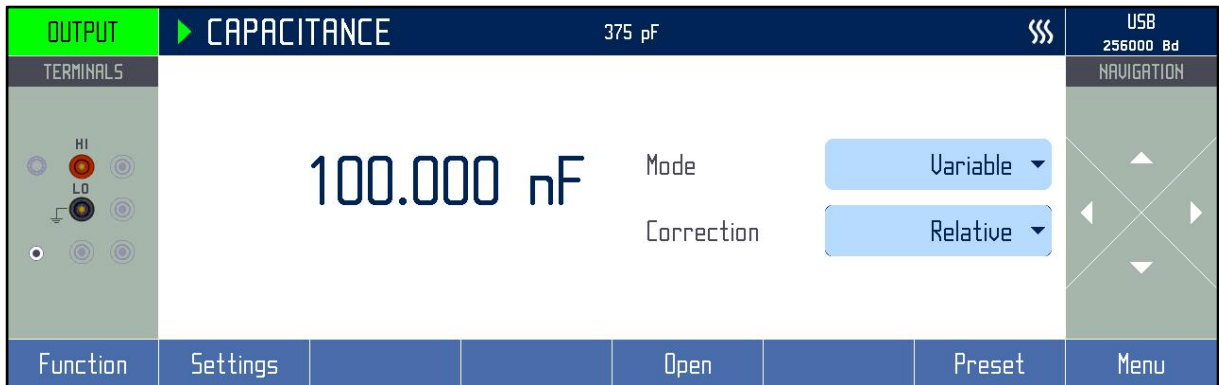 OUTPUT
CAPACITANCE
375 pF
USB
256000 Bd
TERMINALS
NAVIGATION
HI
LO
100.000 nF
Mode
Variable
Correction
Relative
Function
Settings
Open
Preset
Menu